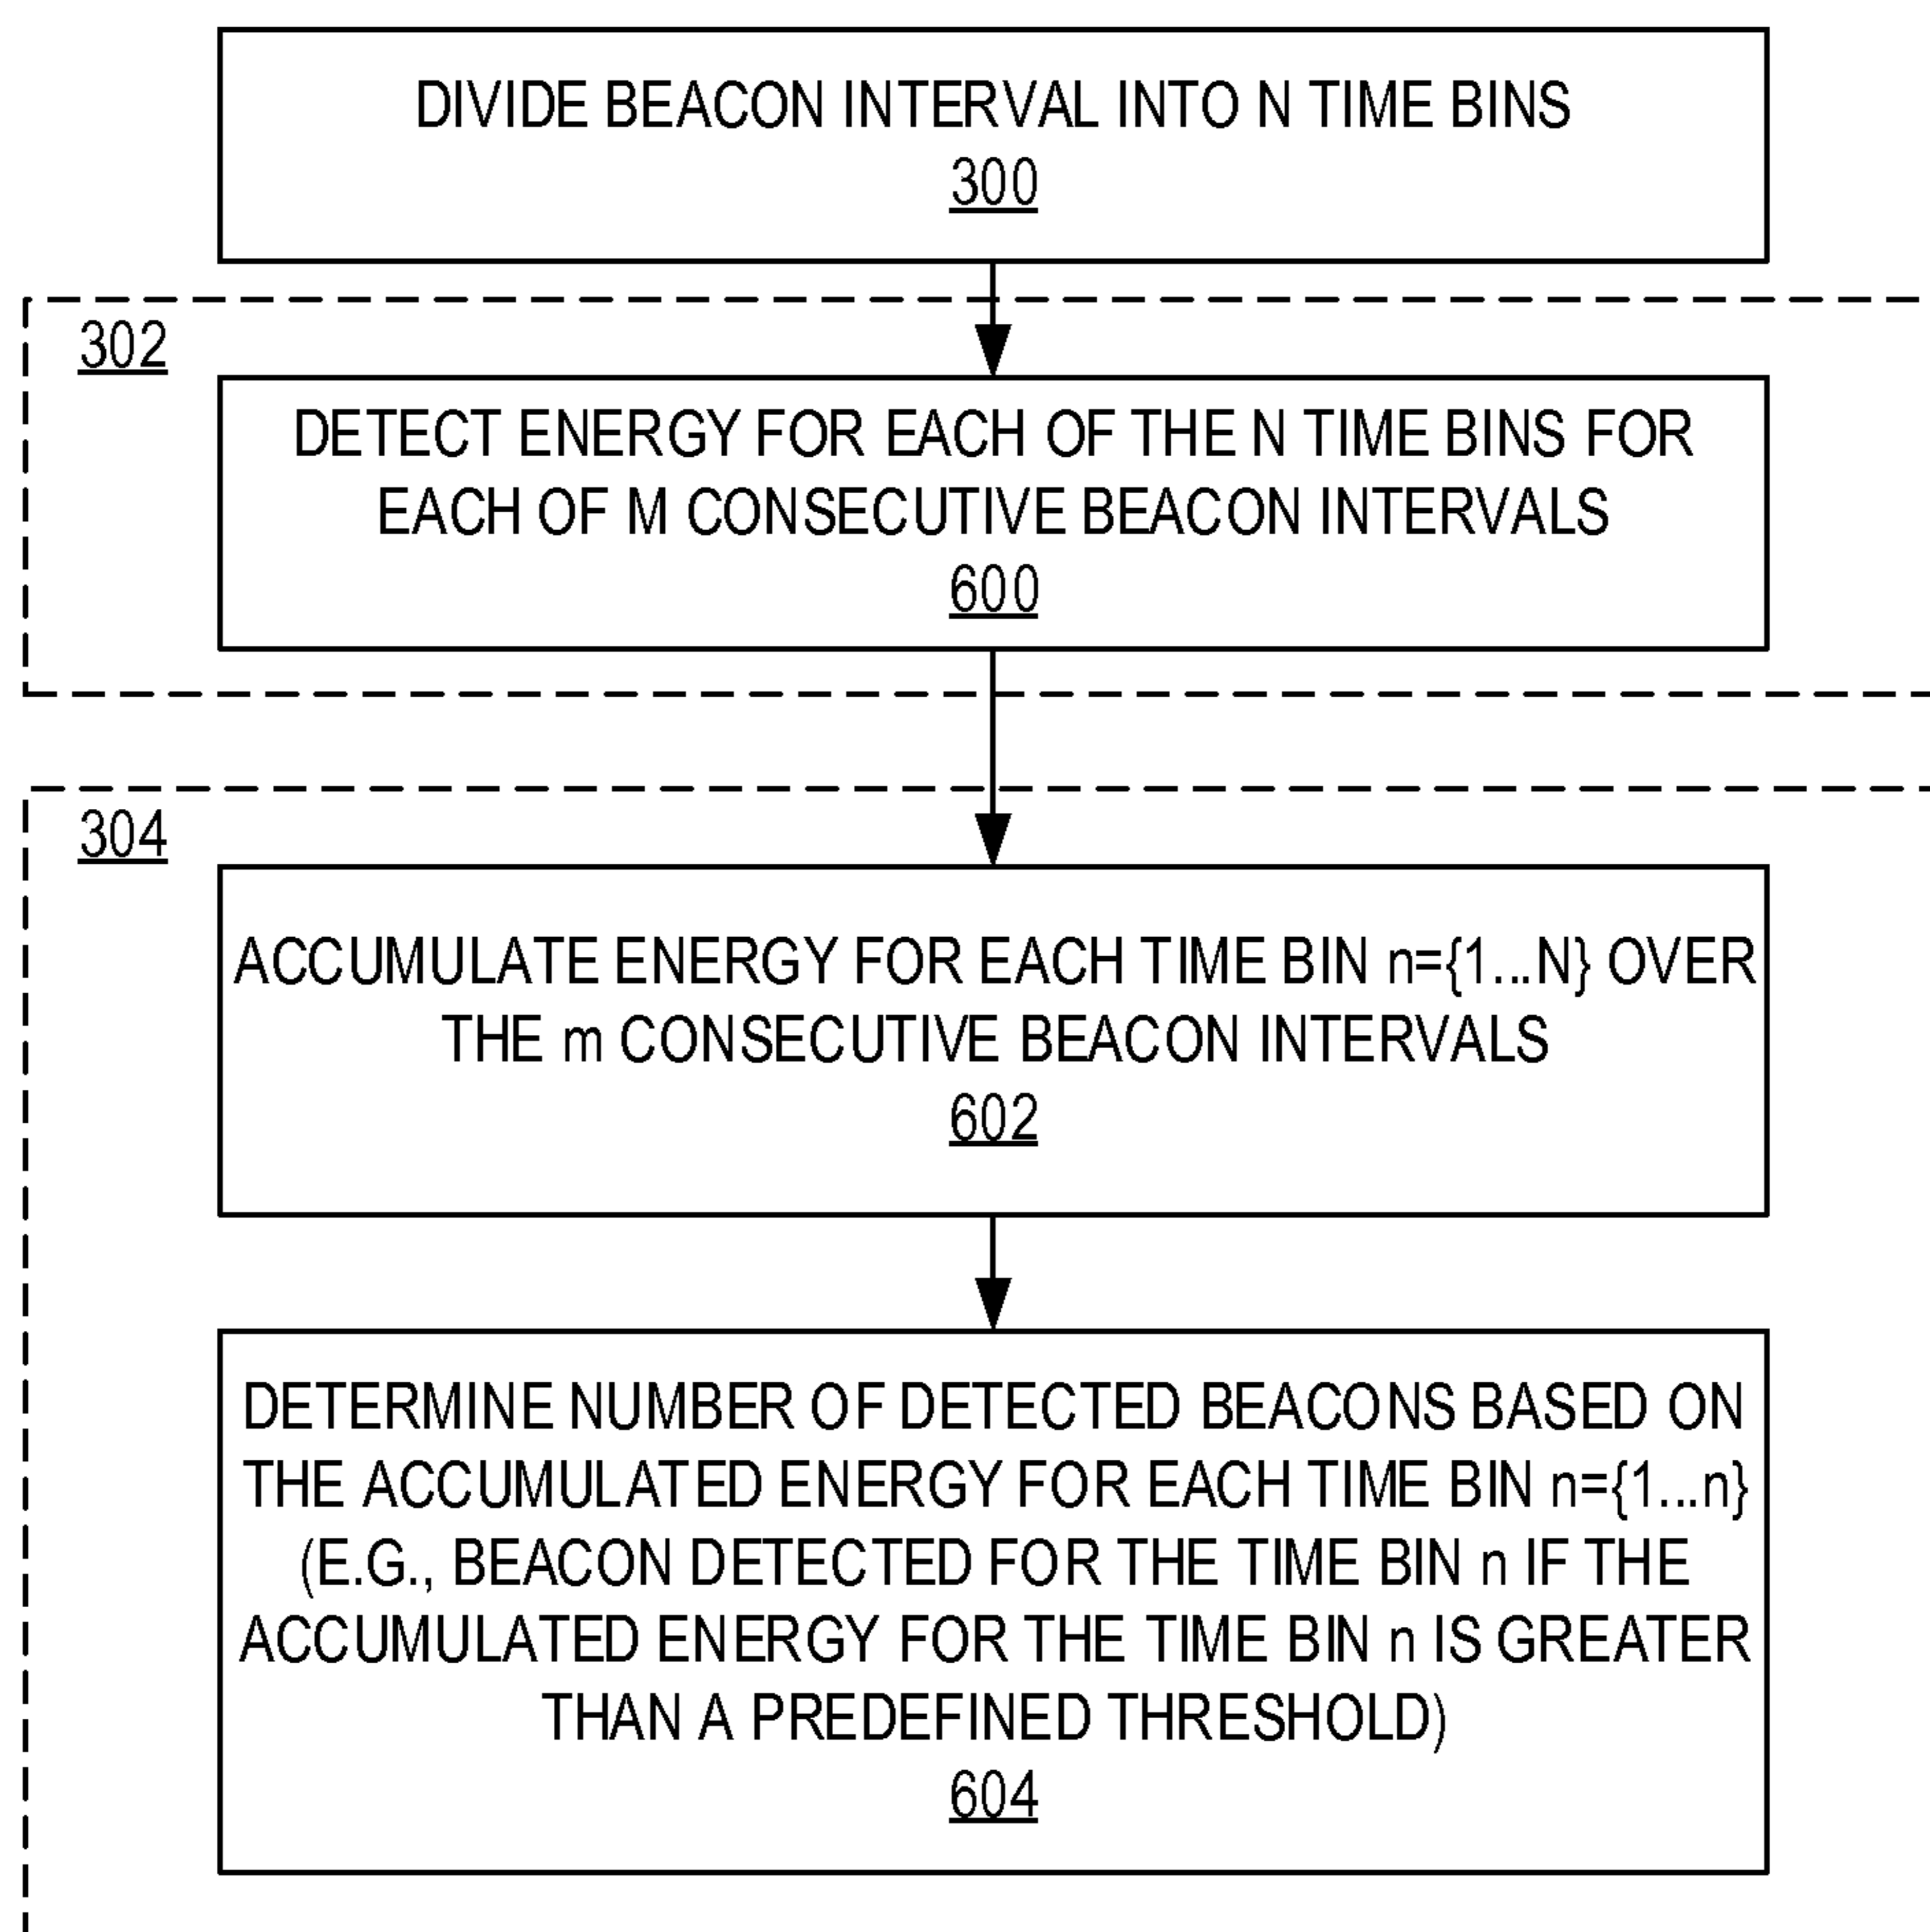 DIVIDE BEACON INTERVAL INTO N TIME BINS
300
302
DETECT ENERGY FOR EACH OF THE N TIME BINS FOR
EACH OF M CONSECUTIVE BEACON INTERVALS
600
304
ACCUMULATE ENERGY FOR EACH TIME BIN n={1...N} OVER
THE m CONSECUTIVE BEACON INTERVALS
602
DETERMINE NUMBER OF DETECTED BEACONS BASED ON
THE ACCUMULATED ENERGY FOR EACH TIME BIN n={1...n}
(E.G., BEACON DETECTED FOR THE TIME BIN n IF THE
ACCUMULATED ENERGY FOR THE TIME BIN n IS GREATER
THAN A PREDEFINED THRESHOLD)
604